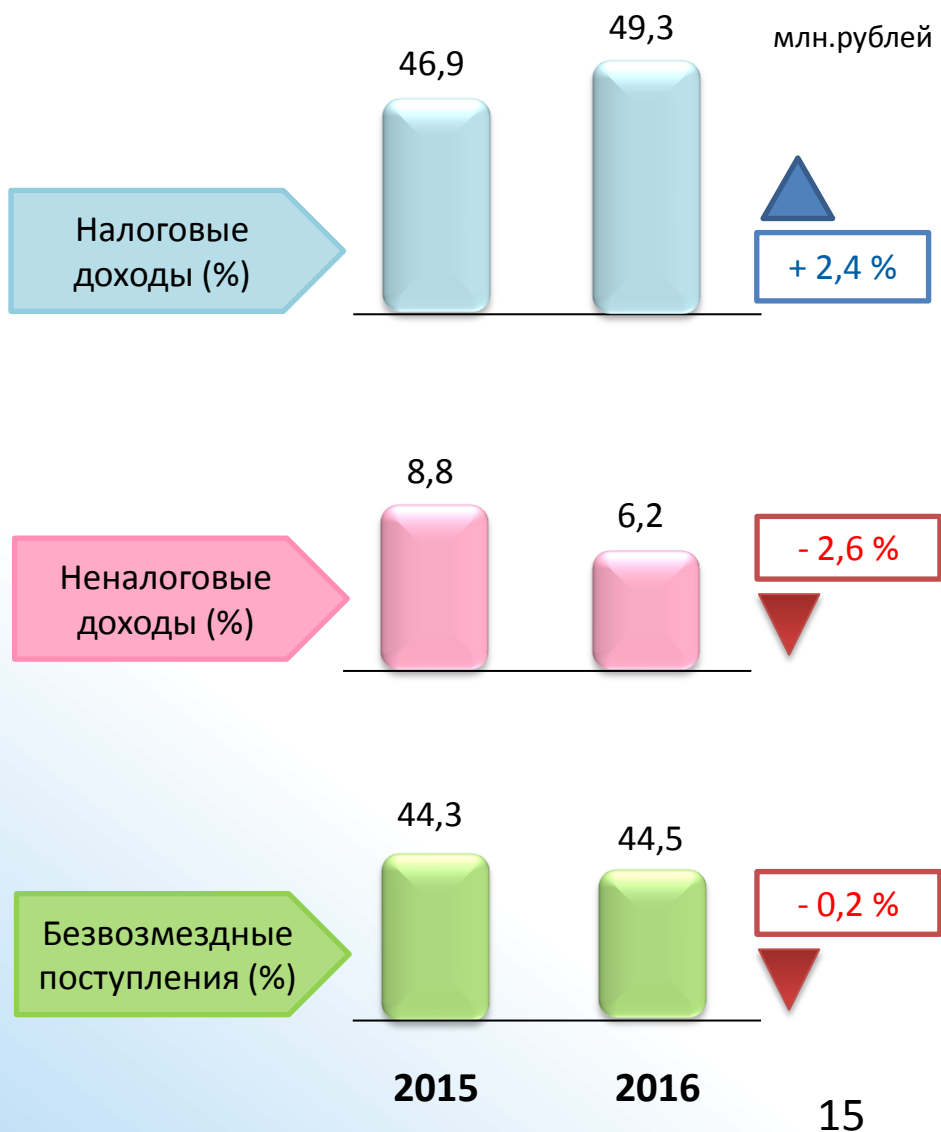 млн.рублей
46,9
49,3
Налоговые
доходы (%)
+ 2,4 %
8,8
6,2
Неналоговые
доходы (%)
- 2,6 %
44,3
44,5
Безвозмездные
поступления (%)
- 0,2 %
2015
2016
15